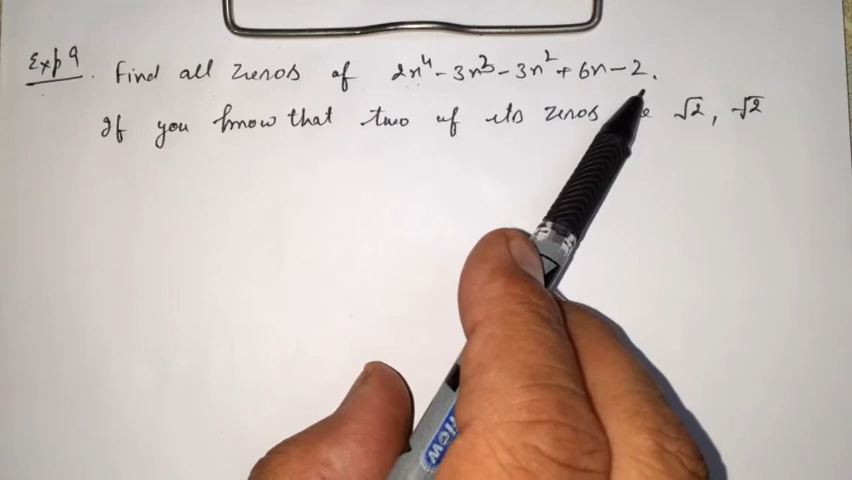 Exp 9. Find all zeros of 2x⁴ - 3x³ - 3x² + 6x - 2.
If you know that two of its zeros √2, -√2